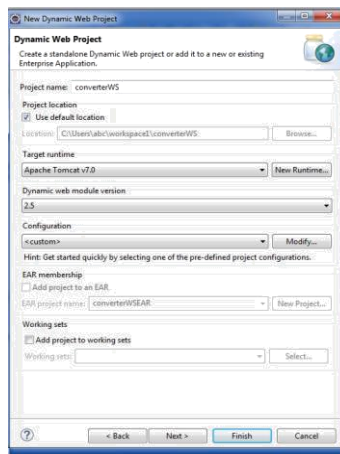 New Dynamic Web Project
Dynamic Web Project
Create a standalone Dynamic Web project or add it to a new or existing
Enterprise Application.
Project name: converterWS
Project location
Use default location
Location: C:\Users\abc\workspace1\converterWS Browse...
Target runtime
Apache Tomcat v7.0 New Runtime...
Dynamic web module version
2.5
Configuration
<custom> Modify...
Hint: Get started quickly by selecting one of the pre-defined project configurations.
EAR membership
Add project to an EAR
EAR project name: converterWSEAR New Project...
Working sets
Add project to working sets
Working sets: Select...
? < Back Next > Finish Cancel